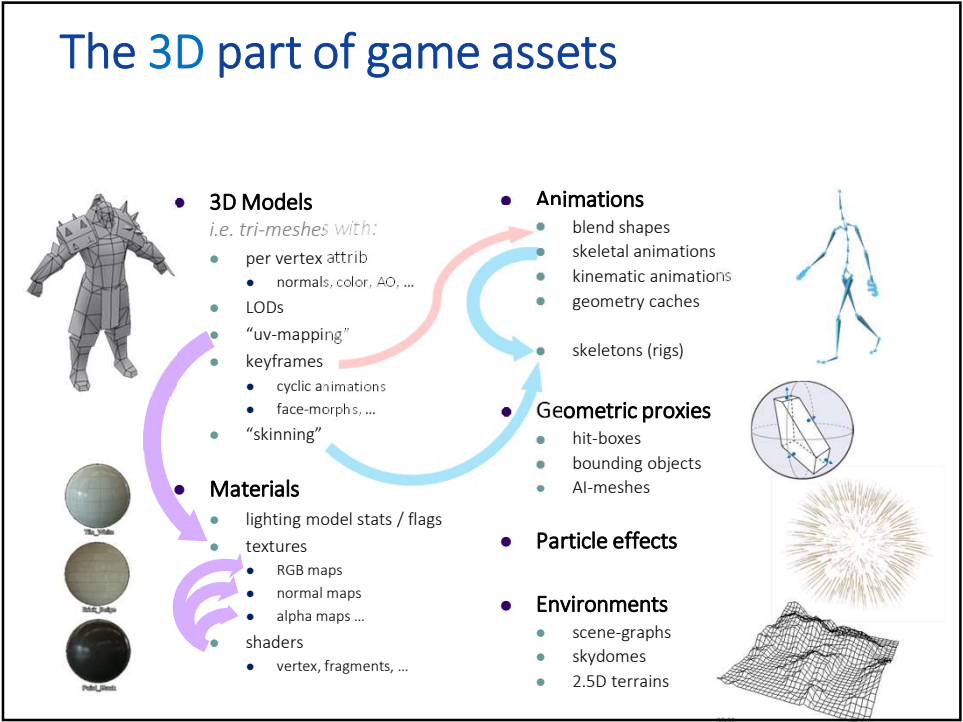 The 3D part of game assets
3D Models
i.e. tri-meshes with:
per vertex attrib
normals, color, AO, …
LODs
“uv-mapping”
keyframes
cyclic animations
face-morphs, …
“skinning”
Materials
lighting model stats / flags
textures
RGB maps
normal maps
alpha maps …
shaders
vertex, fragments, …
Animations
blend shapes
skeletal animations
kinematic animations
geometry caches
skeletons (rigs)
Geometric proxies
hit-boxes
bounding objects
AI-meshes
Particle effects
Environments
scene-graphs
skydomes
2.5D terrains
Tile_White
Brick_Beige
Paint_Black